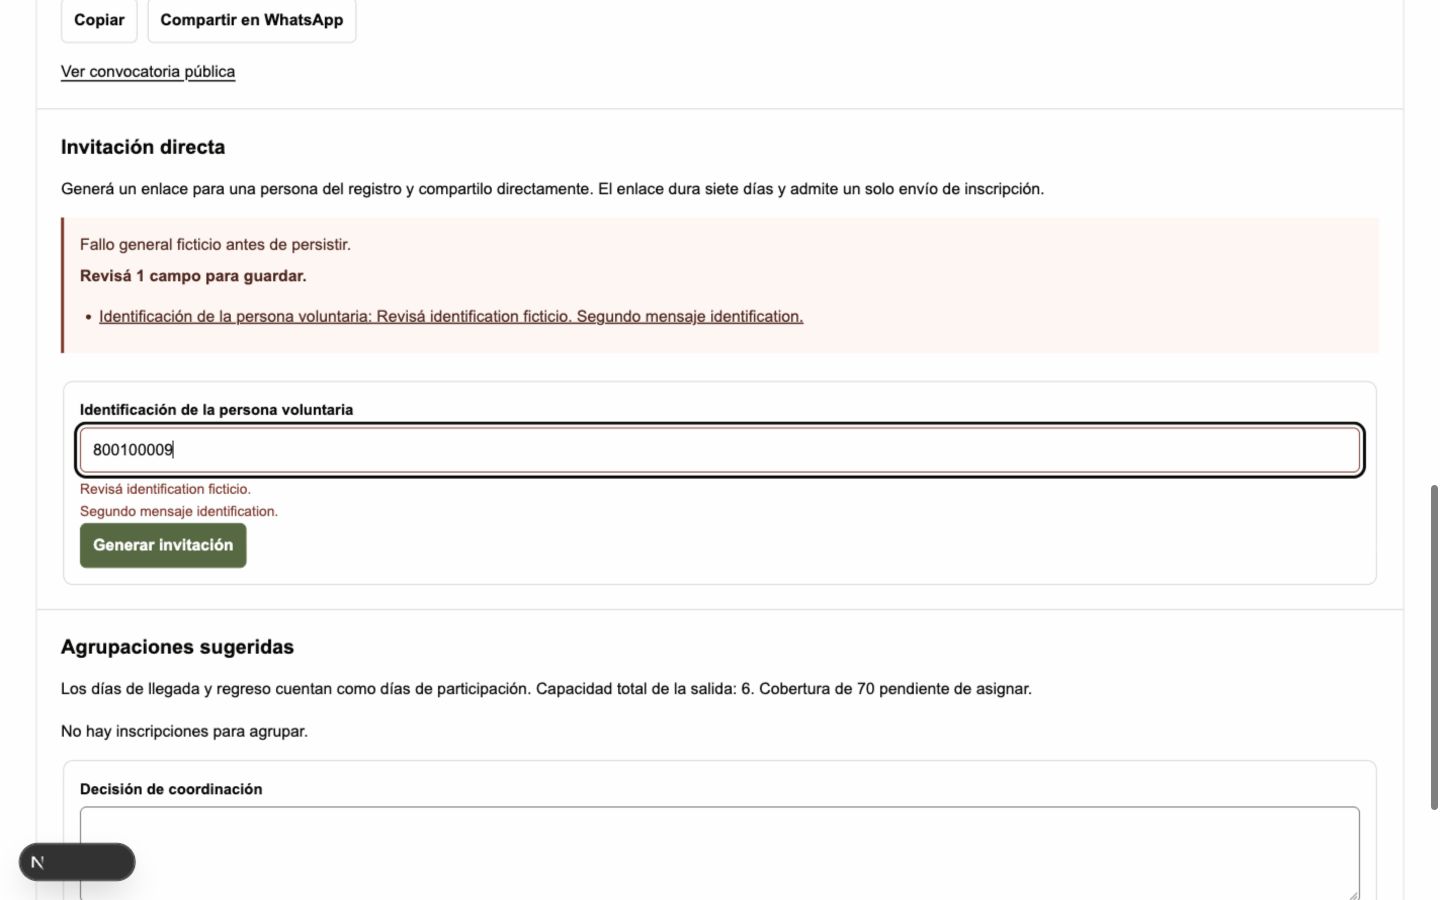 Copiar
Compartir en WhatsApp
Ver convocatoria pública
Invitación directa
Generá un enlace para una persona del registro y compartilo directamente. El enlace dura siete días y admite un solo envío de inscripción.
Fallo general ficticio antes de persistir.
Revisá 1 campo para guardar.
• Identificación de la persona voluntaria: Revisá identification ficticio. Segundo mensaje identification.
Identificación de la persona voluntaria
800100009
Revisá identification ficticio.
Segundo mensaje identification.
Generar invitación
Agrupaciones sugeridas
Los días de llegada y regreso cuentan como días de participación. Capacidad total de la salida: 6. Cobertura de 70 pendiente de asignar.
No hay inscripciones para agrupar.
Decisión de coordinación
N